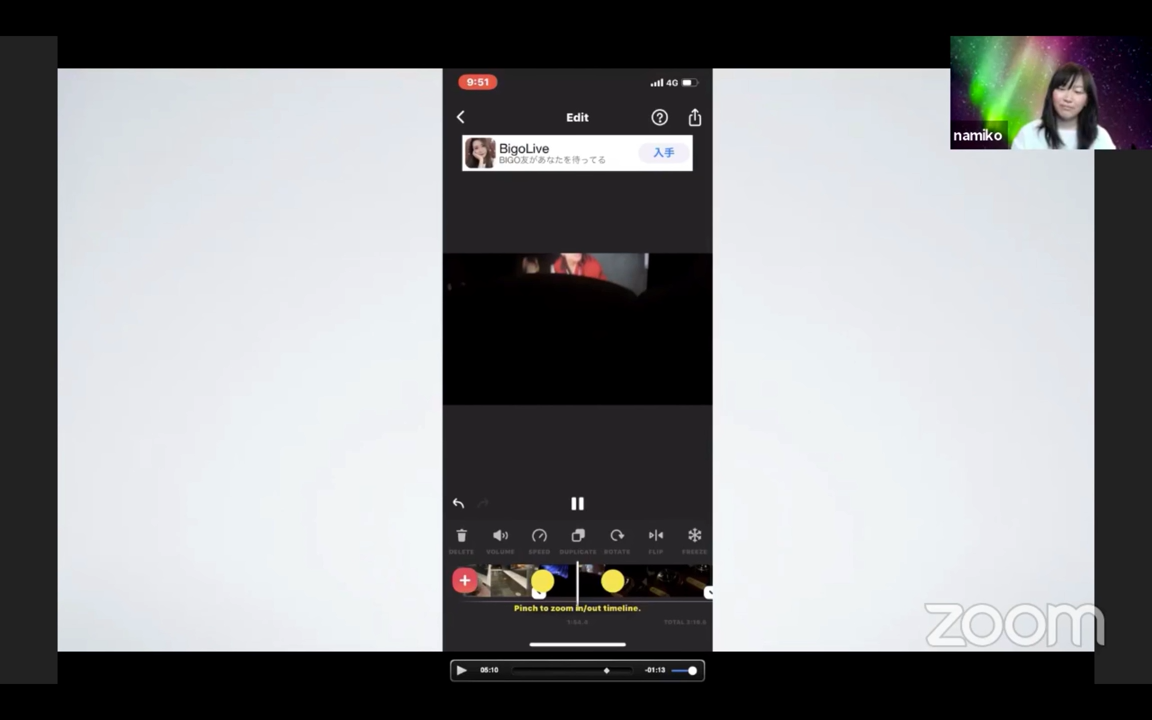 9:51
4G
Edit
BigoLive
BIGO友があなたを待ってる
入手
namiko
DELETE VOLUME SPEED DUPLICATE ROTATE FLIP FREEZE
Pinch to zoom in/out timeline.
05:10
-01:13
zoom